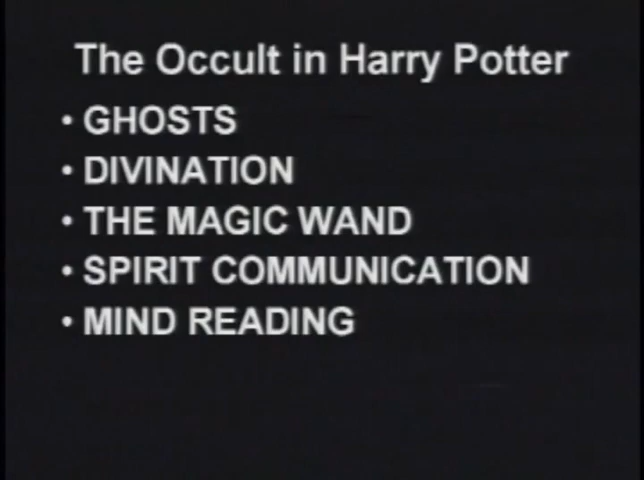 The Occult in Harry Potter
• GHOSTS
• DIVINATION
• THE MAGIC WAND
• SPIRIT COMMUNICATION
• MIND READING